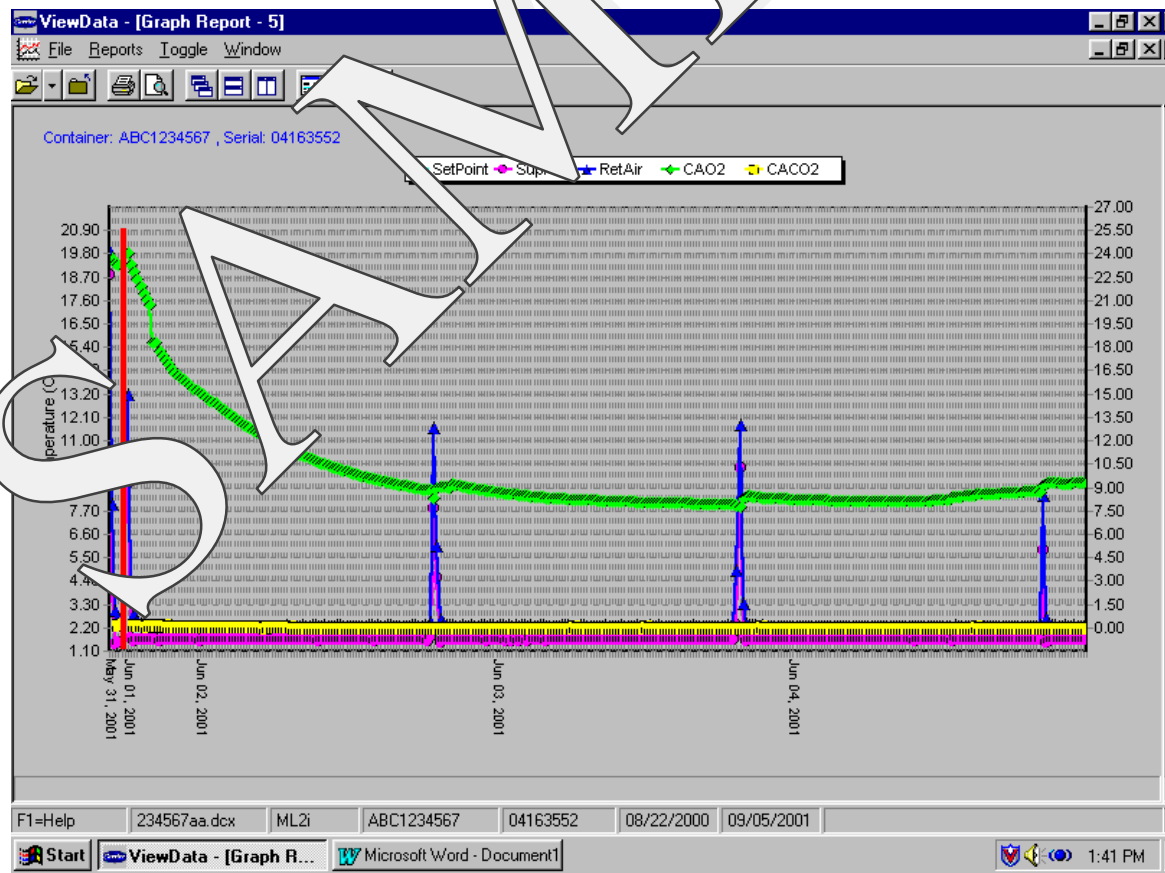 ViewData - [Graph Report - 5]
File Reports Toggle Window
Container: ABC1234567 , Serial: 04163552
SetPoint RetAir CAO2 CACO2
27.00
20.90 25.50
19.80 24.00
18.70 22.50
17.60 21.00
16.50 19.50
18.00
16.50
13.20 15.00
12.10 13.50
11.00 12.00
10.50
9.00
7.70 7.50
6.60 6.00
5.50 4.50
3.00
3.30 1.50
2.20 0.00
1.10
May 31, 2001
Jun 01, 2001
Jun 02, 2001
Jun 03, 2001
Jun 04, 2001
SAM
F1=Help 234567aa.dcx ML2i ABC1234567 04163552 08/22/2000 09/05/2001
Start Carrier ViewData - [Graph R... Microsoft Word - Document1 1:41 PM